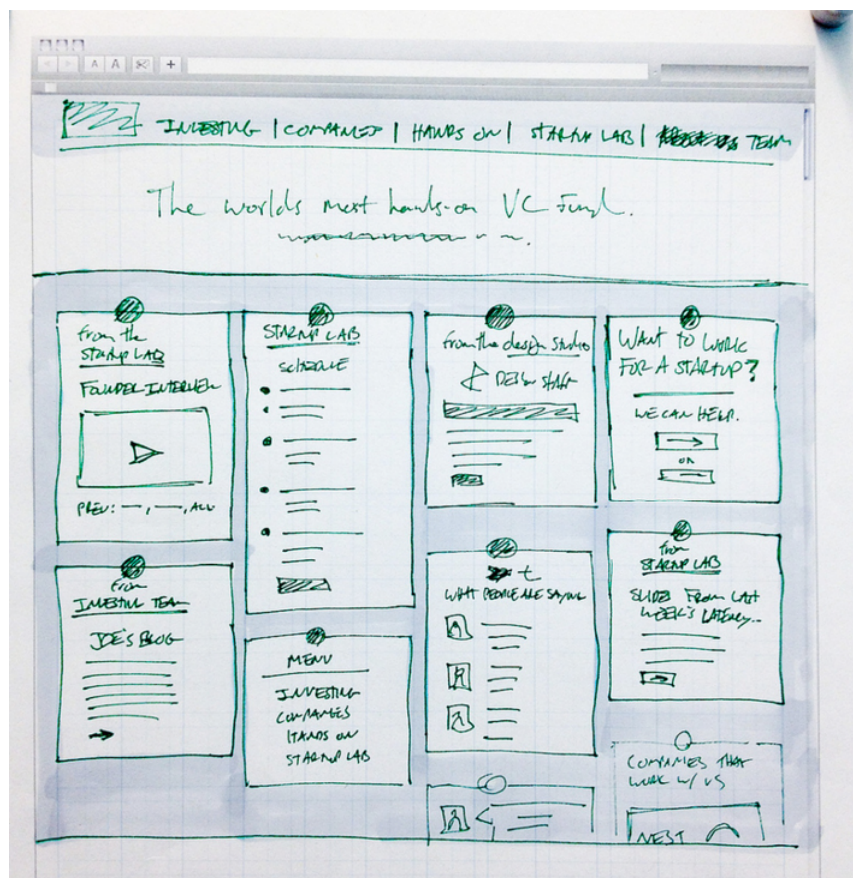 A A +
INVESTING | COMPANIES | HANDS ON | STARTUP LAB | TEAM
The worlds most hands-on VC Fund.
from the
STARTUP LAB
FOUNDER INTERVIEW
PREV: —, —, ALL
from
INVESTING TEAM
JOE'S BLOG
STARTUP LAB
SCHEDULE
MENU
INVESTING
COMPANIES
HANDS ON
STARTUP LAB
from the design studio
DESIGN STAFF
t
WHAT PEOPLE ARE SAYING
WANT TO WORK
FOR A STARTUP?
WE CAN HELP.
OR
from
STARTUP LAB
SLIDES FROM LAST
WEEK'S LATENCY..
COMPANIES THAT
WORK W/ US
NEST